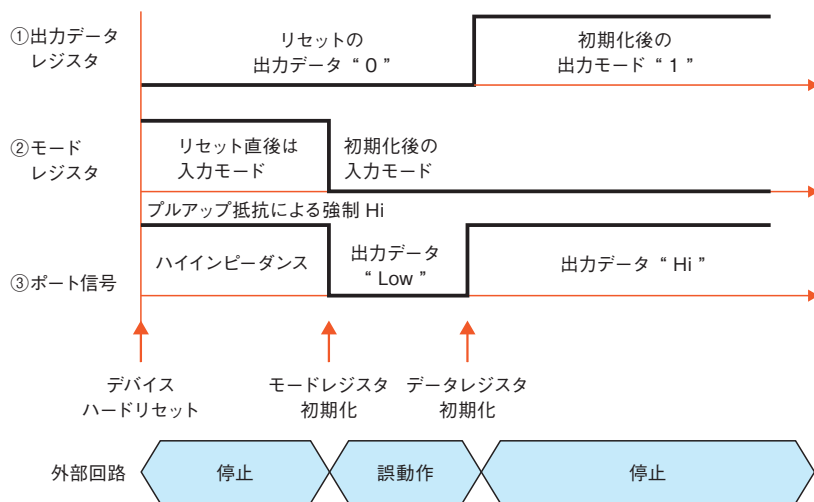 ①出力データ
レジスタ
リセットの
出力データ“ 0 ”
初期化後の
出力モード“ 1 ”
②モード
レジスタ
リセット直後は
入力モード
初期化後の
入力モード
プルアップ抵抗による強制 Hi
③ポート信号
ハイインピーダンス
出力データ
“ Low ”
出力データ“ Hi ”
デバイス
ハードリセット
モードレジスタ
初期化
データレジスタ
初期化
外部回路
停止
誤動作
停止